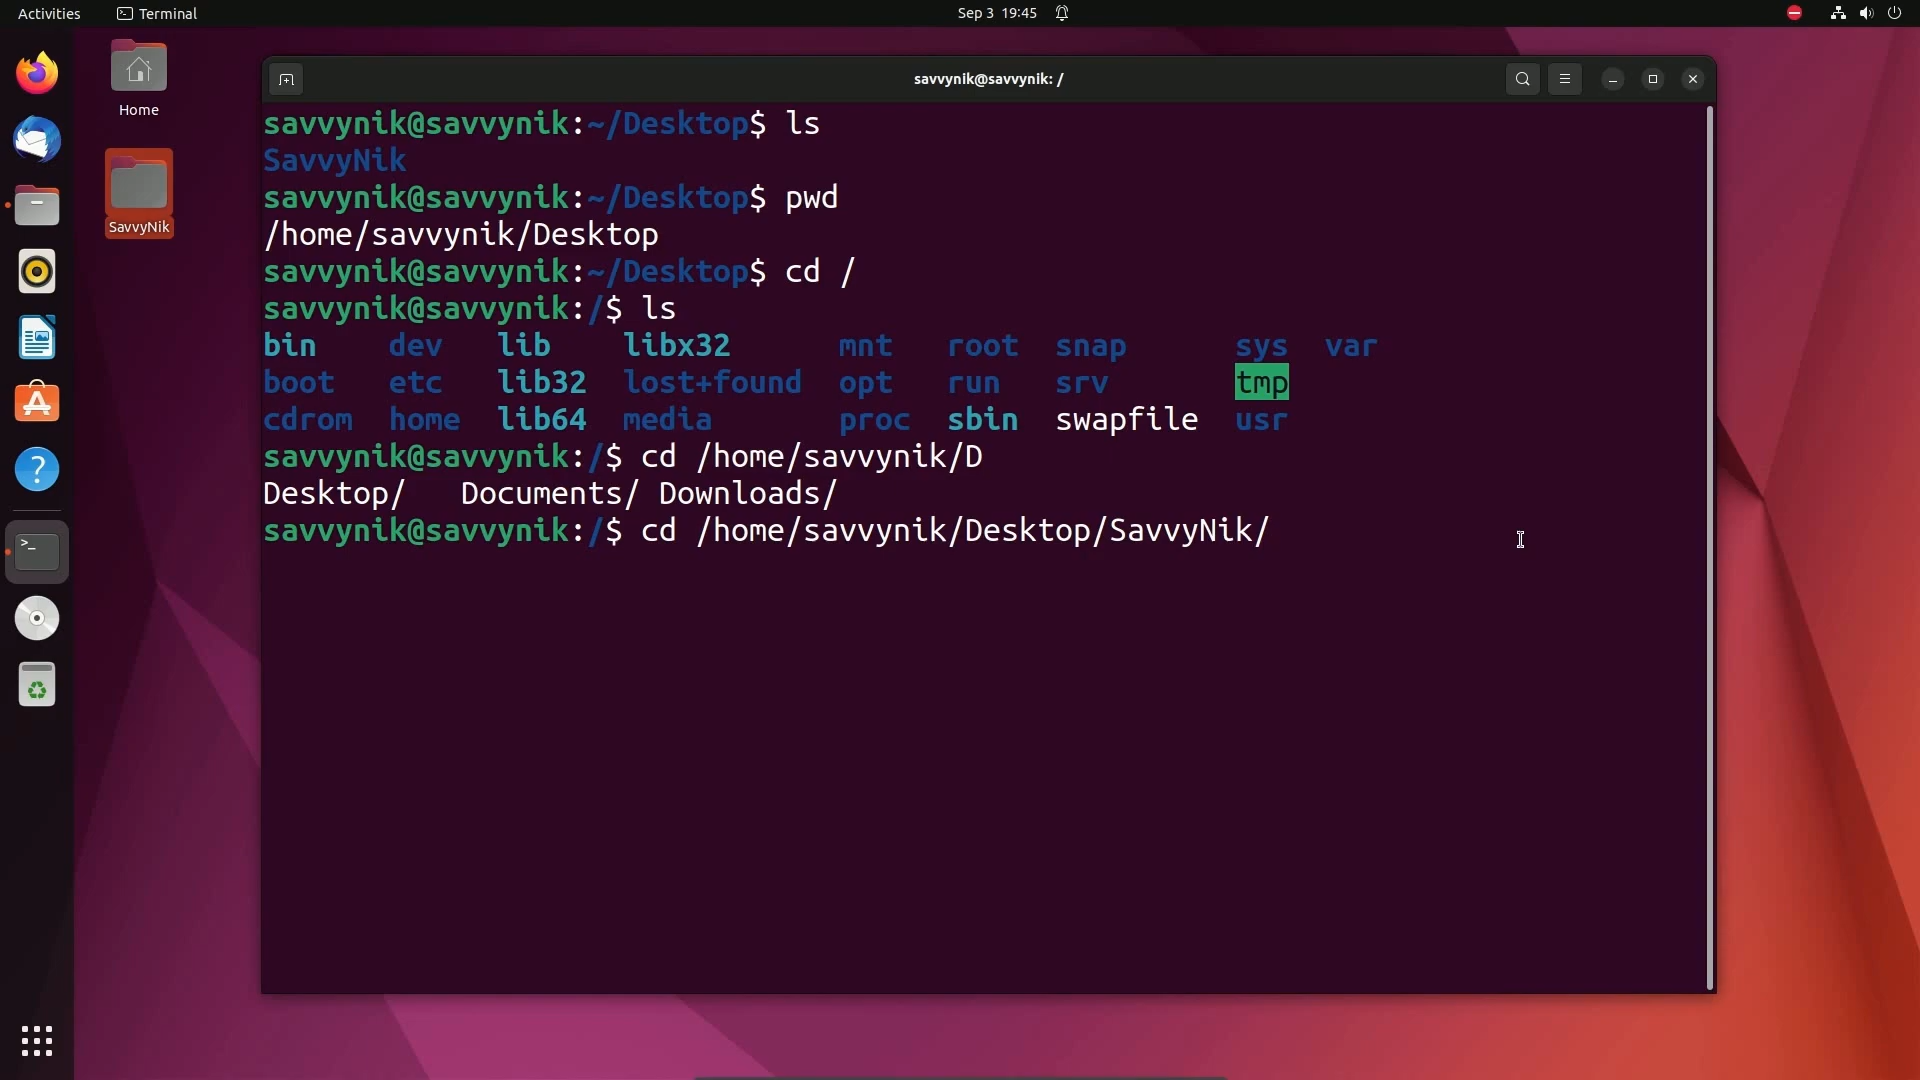 Activities Terminal Sep 3 19:45
Home
SavvyNik
savvynik@savvynik: /
savvynik@savvynik:~/Desktop$ ls
SavvyNik
savvynik@savvynik:~/Desktop$ pwd
/home/savvynik/Desktop
savvynik@savvynik:~/Desktop$ cd /
savvynik@savvynik:/$ ls
bin dev lib libx32 mnt root snap sys var
boot etc lib32 lost+found opt run srv tmp
cdrom home lib64 media proc sbin swapfile usr
savvynik@savvynik:/$ cd /home/savvynik/D
Desktop/ Documents/ Downloads/
savvynik@savvynik:/$ cd /home/savvynik/Desktop/SavvyNik/